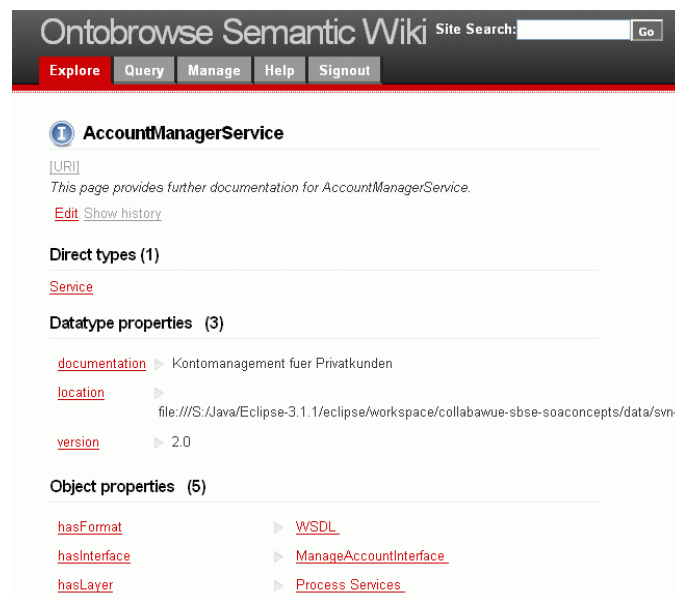 Ontobrowse Semantic Wiki Site Search: Go
Explore Query Manage Help Signout
I AccountManagerService
[URI]
This page provides further documentation for AccountManagerService.
Edit Show history
Direct types (1)
Service
Datatype properties (3)
documentation Kontomanagement fuer Privatkunden
location
file:///S:/Java/Eclipse-3.1.1/eclipse/workspace/collabawue-sbse-soaconcepts/data/svn-
version 2.0
Object properties (5)
hasFormat WSDL
hasInterface ManageAccountInterface
hasLayer Process Services